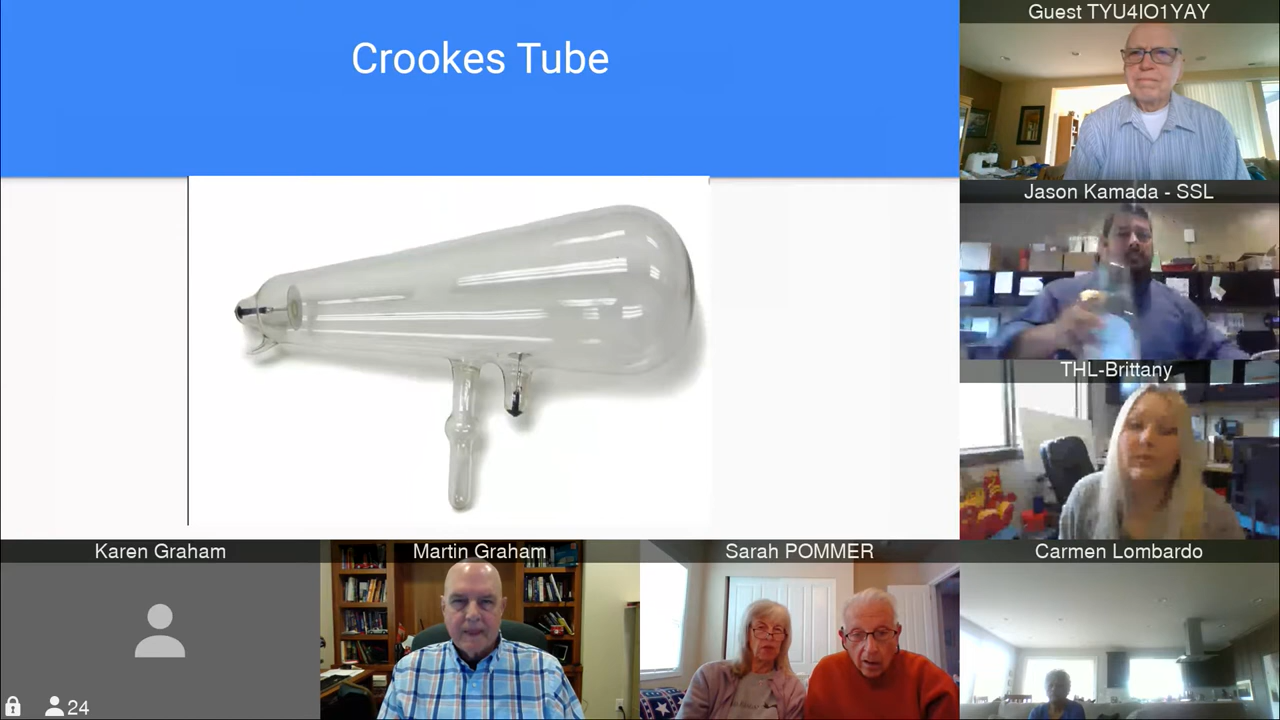 Crookes Tube
Guest TYU4IO1YAY
Jason Kamada - SSL
THL-Brittany
Karen Graham
Martin Graham
Sarah POMMER
Carmen Lombardo
24